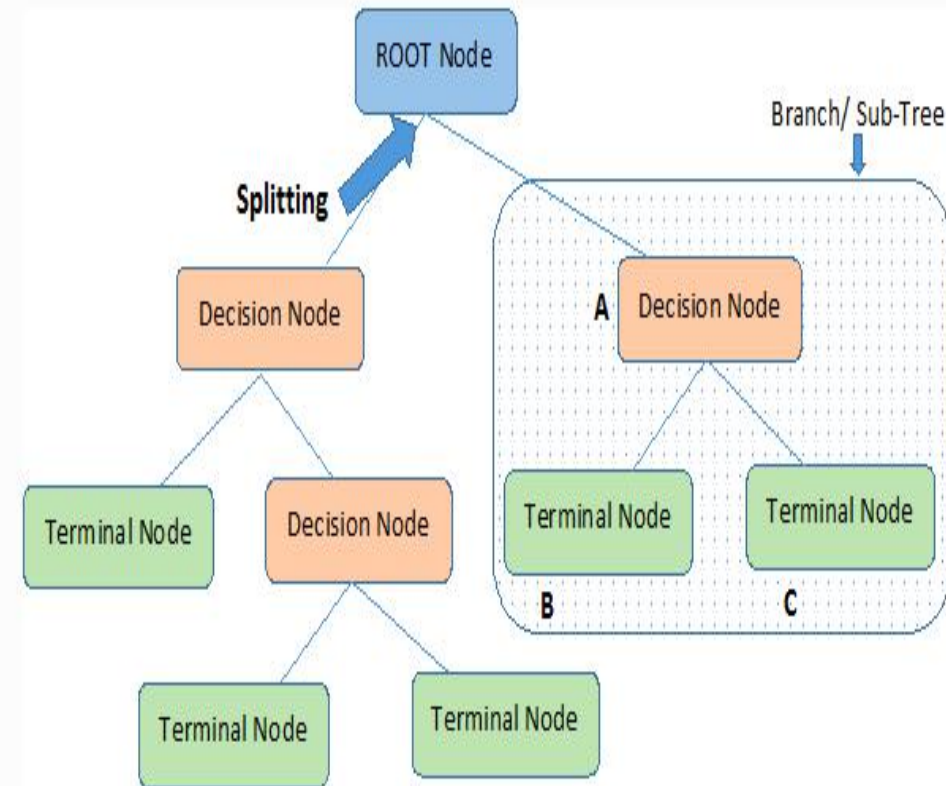 ROOT Node
Branch/ Sub-Tree
Splitting
Decision Node
A
Decision Node
Terminal Node
Decision Node
Terminal Node
Terminal Node
B
C
Terminal Node
Terminal Node